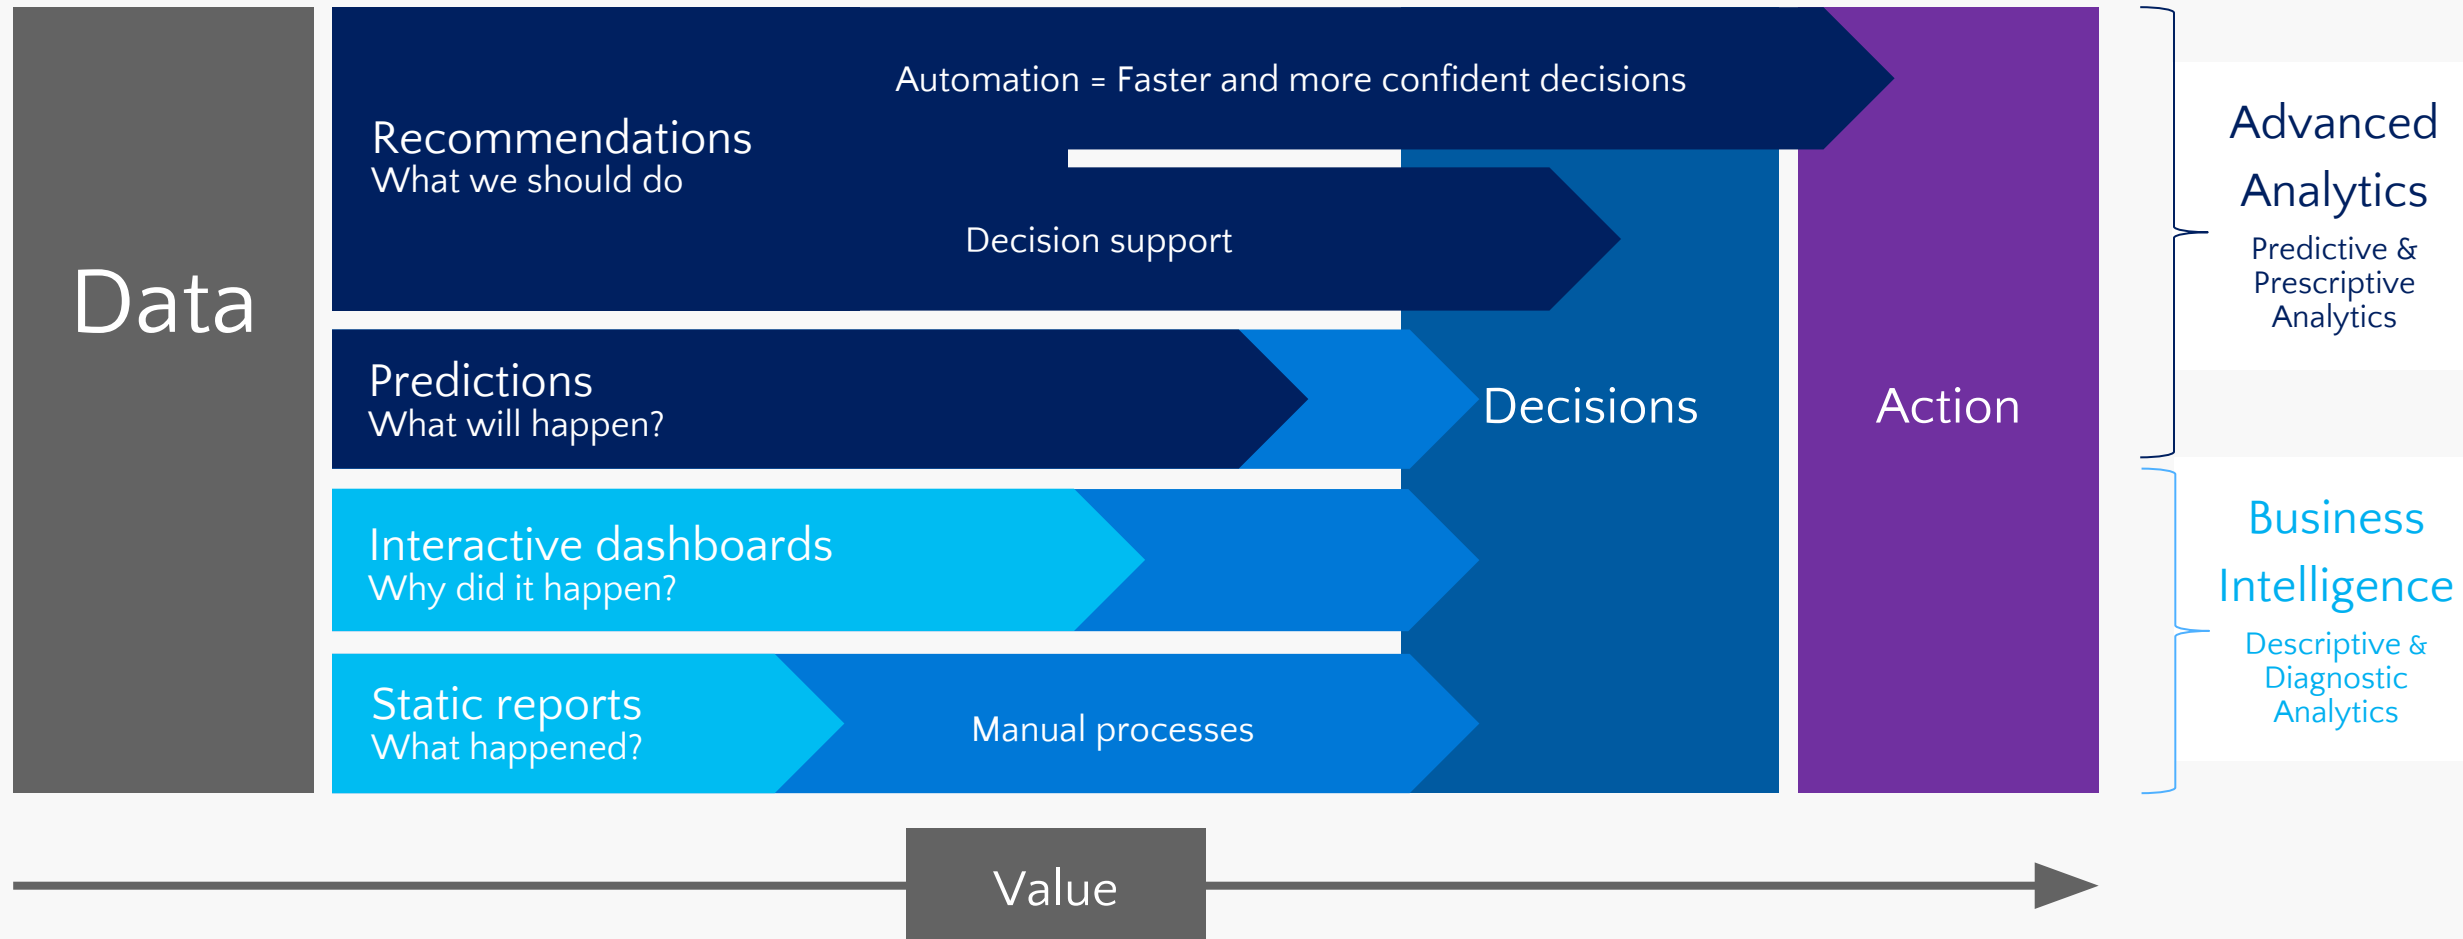 Data
Automation = Faster and more confident decisions
Recommendations
What we should do
Decision support
Predictions
What will happen?
Decisions
Action
Interactive dashboards
Why did it happen?
Static reports
What happened?
Manual processes
Advanced
Analytics
Predictive &
Prescriptive
Analytics
Business
Intelligence
Descriptive &
Diagnostic
Analytics
Value